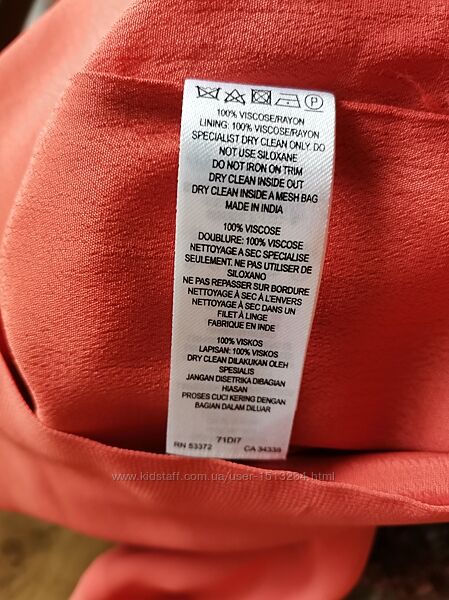 P
100% VISCOSE/RAYON
LINING: 100% VISCOSE/RAYON
SPECIALIST DRY CLEAN ONLY. DO
NOT USE SILOXANE
DO NOT IRON ON TRIM
DRY CLEAN INSIDE OUT
DRY CLEAN INSIDE A MESH BAG
MADE IN INDIA
100% VISCOSE
DOUBLURE: 100% VISCOSE
NETTOYAGE A SEC SPECIALISE
SEULEMENT. NE PAS UTILISER DE
SILOXANO
NE PAS REPASSER SUR BORDURE
NETTOYAGE À SEC À L'ENVERS
NETTOYAGE À SEC DANS UN
FILET À LINGE
FABRIQUE EN INDE
100% VISKOS
LAPISAN: 100% VISKOS
DRY CLEAN DILAKUKAN OLEH
SPESIALIS
JANGAN DISETRIKA DIBAGIAN
HIASAN
PROSES CUCI KERING DENGAN
BAGIAN DALAM DILUAR
71DI7
RN 53372 CA 34339
www.kidstaff.com.ua/user-1513294.html